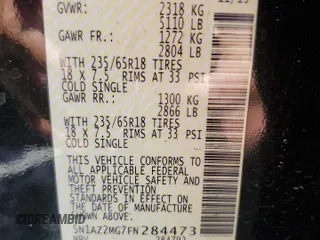 GVWR: 2318 KG
5110 LB
GAWR FR.: 1272 KG
2804 LB
WITH 235/65R18 TIRES
18 X 7.5 RIMS AT 33 PSI
COLD SINGLE
GAWR RR.: 1300 KG
2866 LB
WITH 235/65R18 TIRES
18 X 7.5 RIMS AT 33 PSI
COLD SINGLE
THIS VEHICLE CONFORMS TO
ALL APPLICABLE FEDERAL
MOTOR VEHICLE SAFETY AND
THEFT PREVENTION STANDARDS
IN EFFECT ON THE DATE OF
MANUFACTURE SHOWN ABOVE.
5N1AZ2MG7FN284473
MPV
DREAMBID